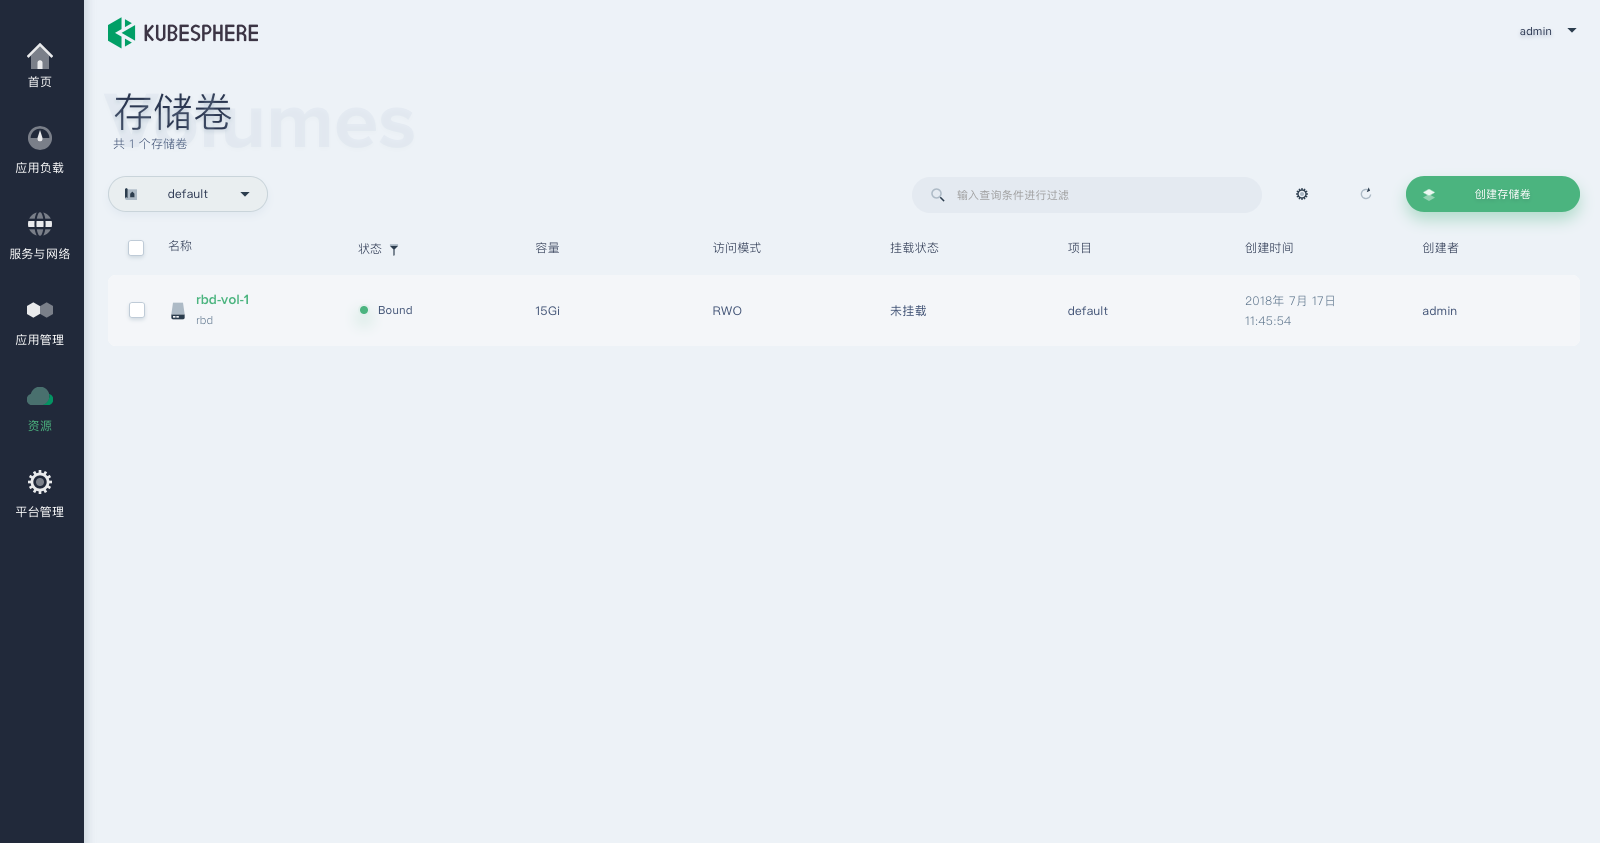 KUBESPHERE
admin
首页
应用负载
服务与网络
应用管理
资源
平台管理
Volumes
存储卷
共 1 个存储卷
default
输入查询条件进行过滤
创建存储卷
名称 状态 容量 访问模式 挂载状态 项目 创建时间 创建者
rbd-vol-1
rbd
Bound 15Gi RWO 未挂载 default
2018年 7月 17日
11:45:54
admin